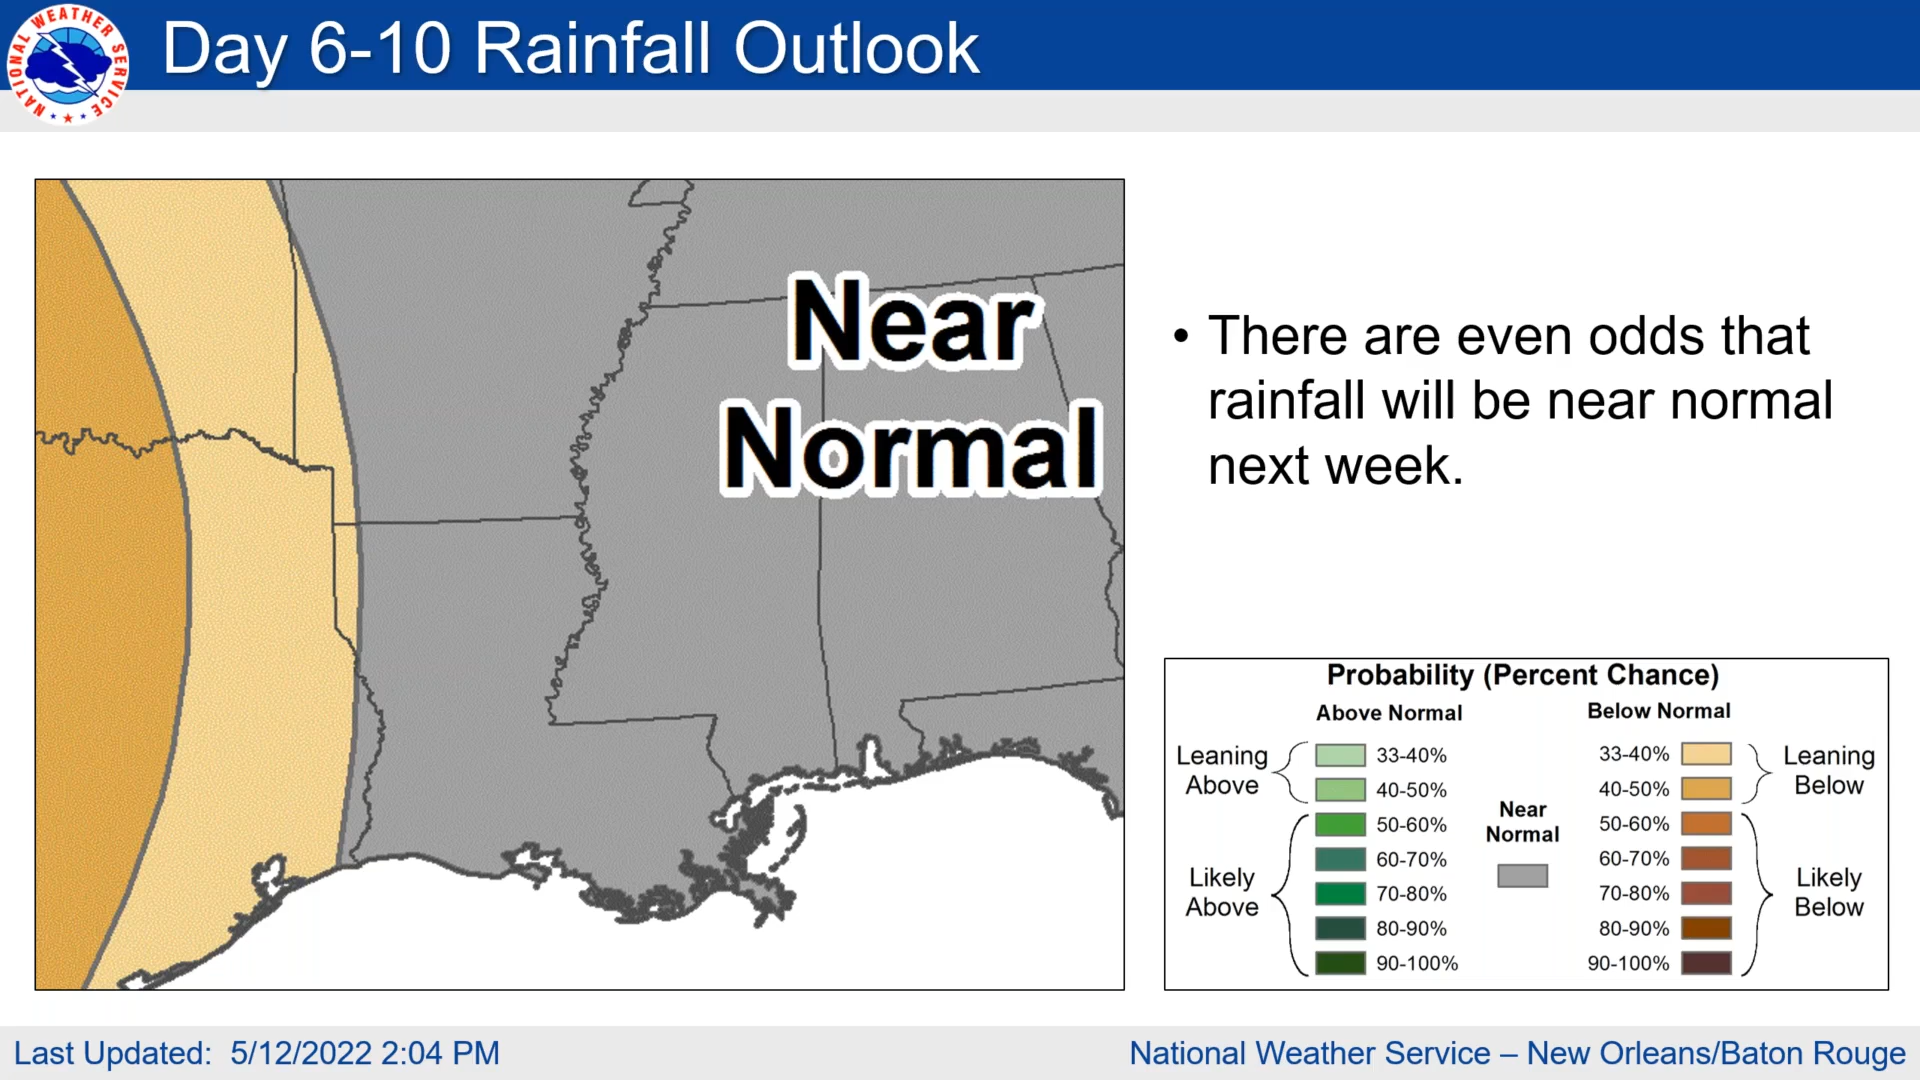 NATIONAL WEATHER SERVICE
Day 6-10 Rainfall Outlook
Near
Normal
• There are even odds that
rainfall will be near normal
next week.
Probability (Percent Chance)
Above Normal
Below Normal
Leaning
Above
33-40%
40-50%
Likely
Above
50-60%
60-70%
70-80%
80-90%
90-100%
Near
Normal
33-40%
40-50%
Leaning
Below
50-60%
60-70%
70-80%
80-90%
90-100%
Likely
Below
Last Updated: 5/12/2022 2:04 PM
National Weather Service – New Orleans/Baton Rouge